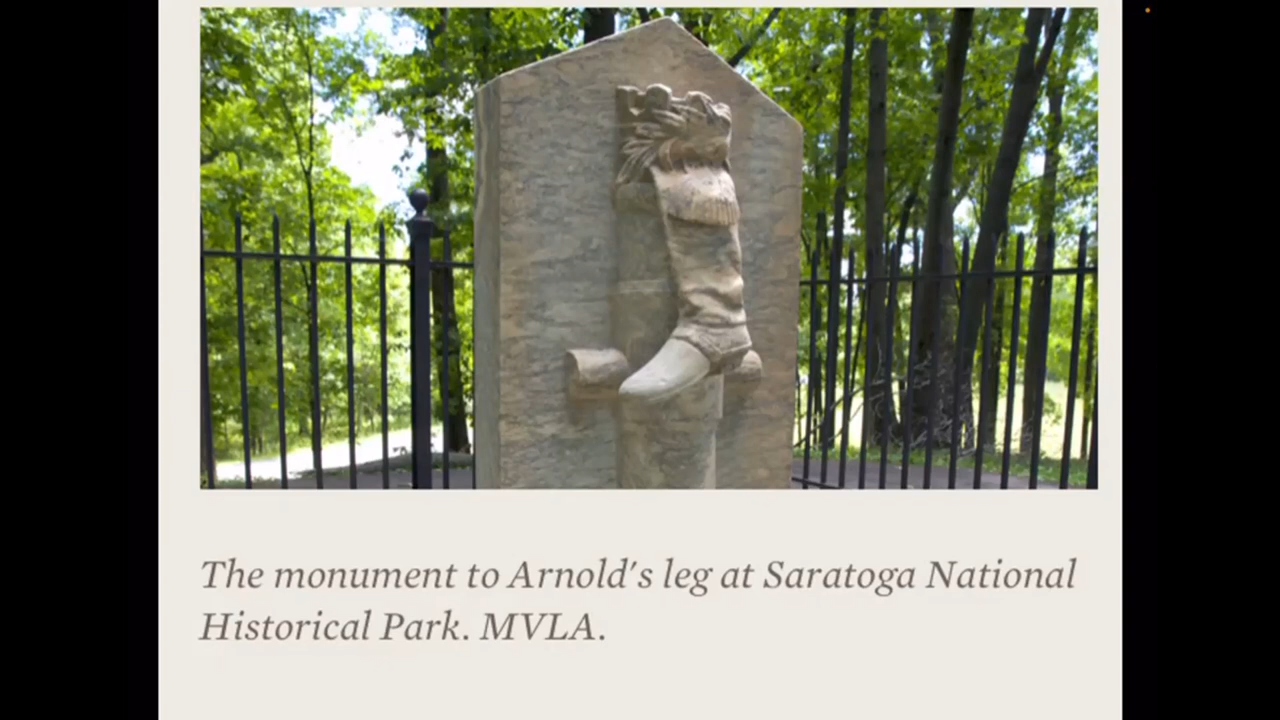 The monument to Arnold's leg at Saratoga National
Historical Park. MVLA.